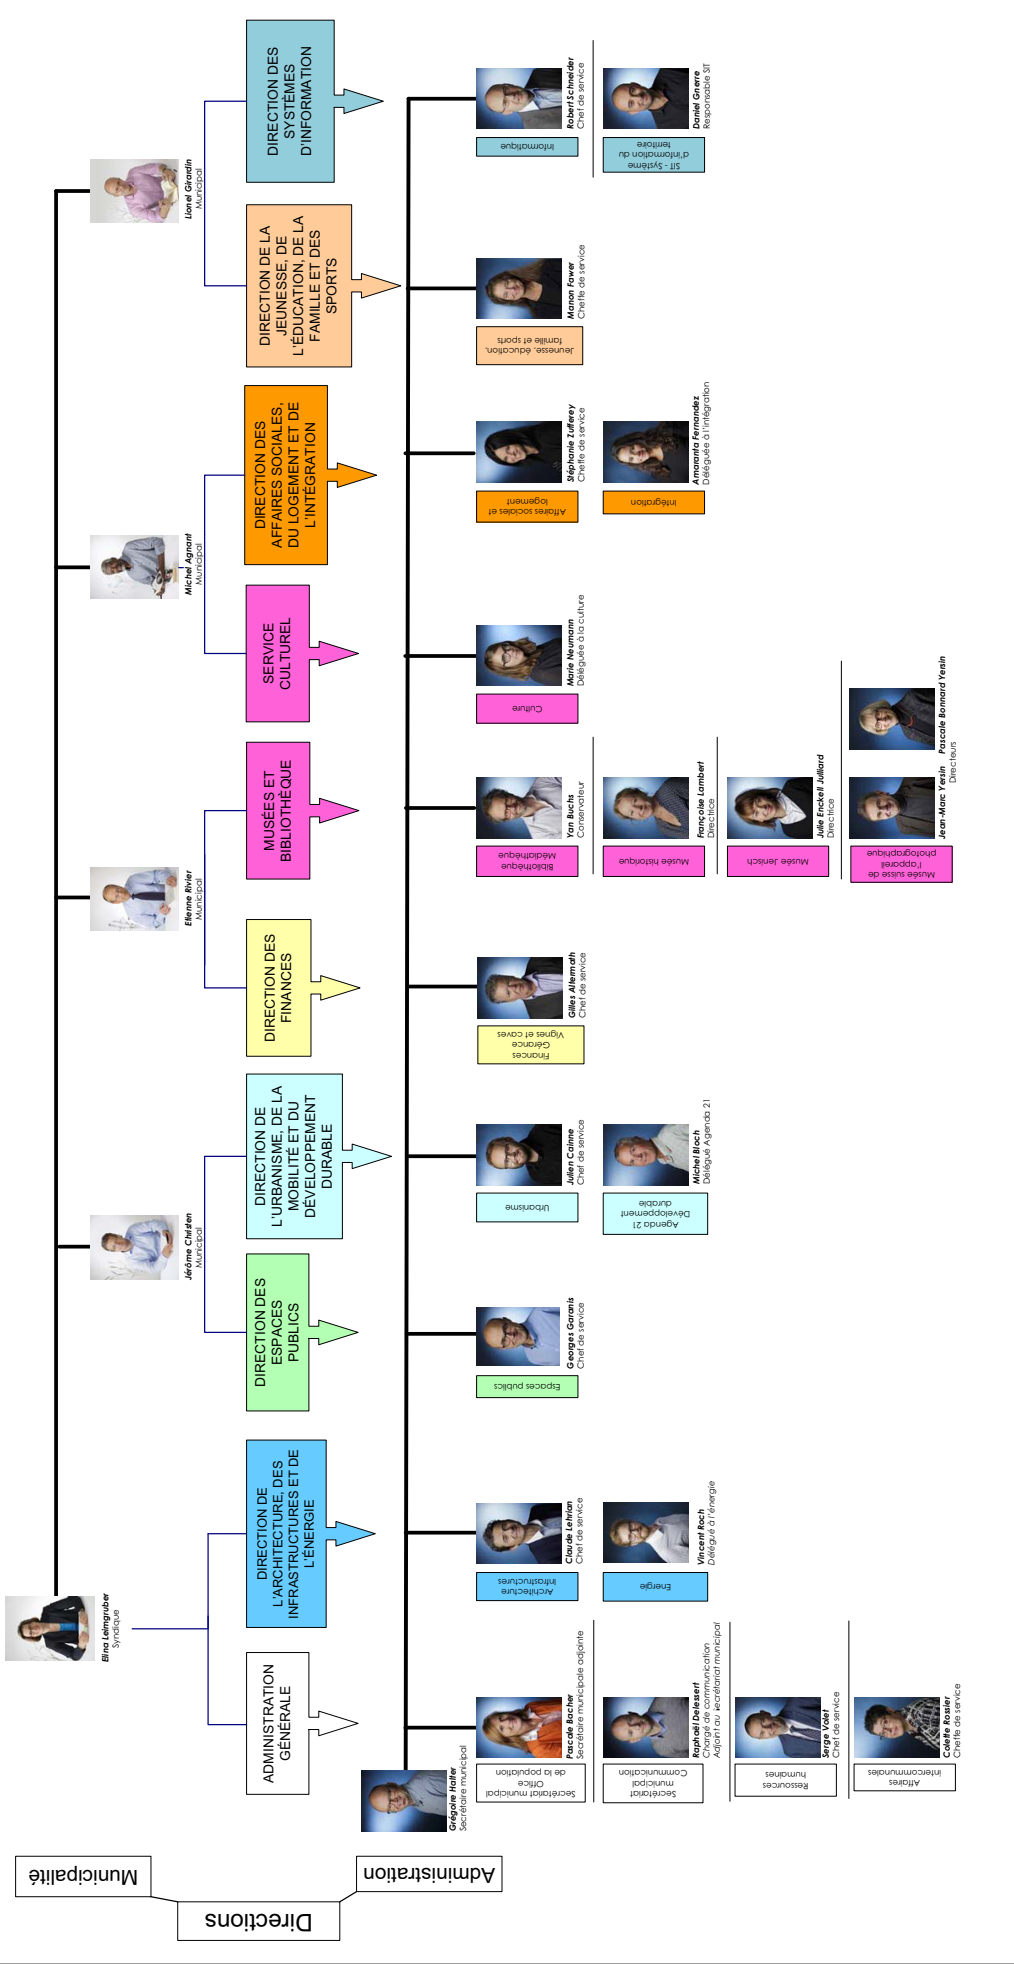 Municipalité
Directions
Administration
Elina Leimgruber
Syndique
Jérôme Christen
Municipal
Etienne Rivier
Municipal
Michel Agnant
Municipal
Lionel Girardin
Municipal
ADMINISTRATION
GÉNÉRALE
DIRECTION DE
L'ARCHITECTURE, DES
INFRASTRUCTURES ET DE
L'ÉNERGIE
DIRECTION DES
ESPACES
PUBLICS
DIRECTION DE
L'URBANISME, DE LA
MOBILITÉ ET DU
DÉVELOPPEMENT
DURABLE
DIRECTION DES
FINANCES
MUSÉES ET
BIBLIOTHÈQUE
SERVICE
CULTUREL
DIRECTION DES
AFFAIRES SOCIALES,
DU LOGEMENT ET DE
L'INTÉGRATION
DIRECTION DE LA
JEUNESSE, DE
L'ÉDUCATION, DE LA
FAMILLE ET DES
SPORTS
DIRECTION DES
SYSTÈMES
D'INFORMATION
Grégoire Halter
Secrétaire municipal
Secrétariat municipal
Office
de la population
Pascale Bacher
Secrétaire municipale adjointe
Secrétariat
municipal
Communication
Raphaël Delessert
Chargé de communication
Adjoint au secrétariat municipal
Ressources
humaines
Serge Volet
Chef de service
Affaires
intercommunales
Colette Rossier
Cheffe de service
Architecture
Infrastructures
Claude Lehrian
Chef de service
Energie
Vincent Roch
Délégué à l'énergie
Espaces publics
Georges Garanis
Chef de service
Urbanisme
Julien Cainne
Chef de service
Agenda 21
Développement
durable
Michel Bloch
Délégué Agenda 21
Finances
Gérance
Vignes et caves
Gilles Altermath
Chef de service
Bibliothèque
Médiathèque
Yan Buchs
Conservateur
Musée historique
Françoise Lambert
Directrice
Musée Jenisch
Julie Enckell Julliard
Directrice
Musée suisse de
l'appareil
photographique
Jean-Marc Yersin Pascale Bonnard Yersin
Directeurs
Culture
Marie Neumann
Déléguée à la culture
Affaires sociales et
logement
Stéphanie Zufferey
Cheffe de service
Intégration
Amaranta Fernandez
Déléguée à l'intégration
Jeunesse, éducation,
famille et sports
Manon Fawer
Cheffe de service
Informatique
Robert Schneider
Chef de service
SIT - Système
d'information du
territoire
Daniel Gnerre
Responsable SIT